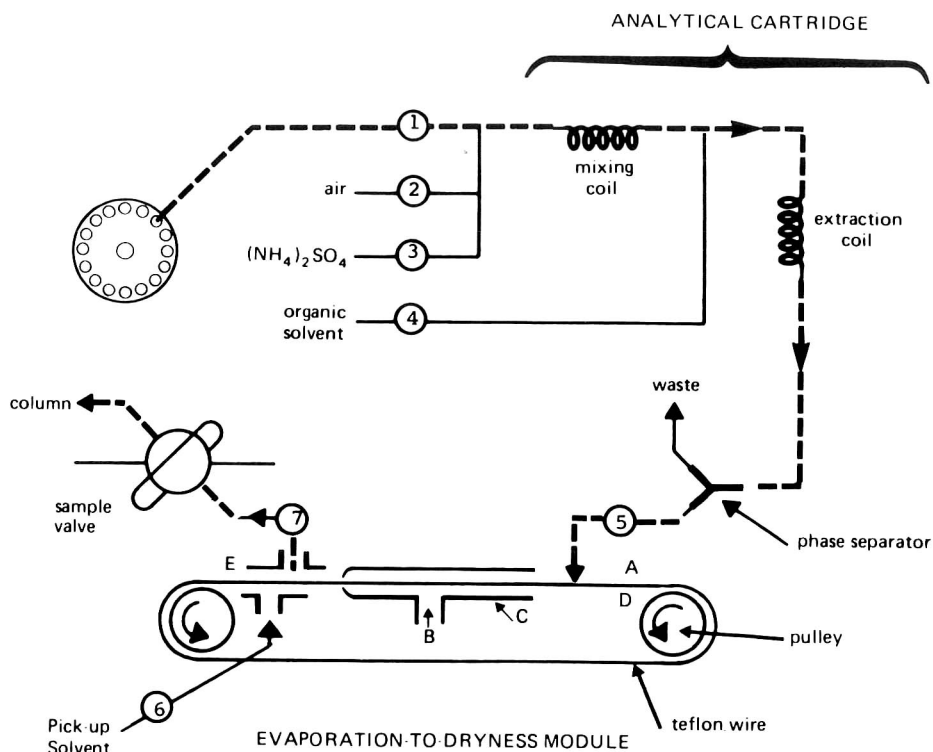 ANALYTICAL CARTRIDGE
1
mixing
coil
air
2
extraction
coil
(NH4)2SO4
3
organic
solvent
4
waste
column
sample
valve
7
5
phase separator
E
A
D
B
C
pulley
6
Pick-up
Solvent
teflon wire
EVAPORATION-TO-DRYNESS MODULE